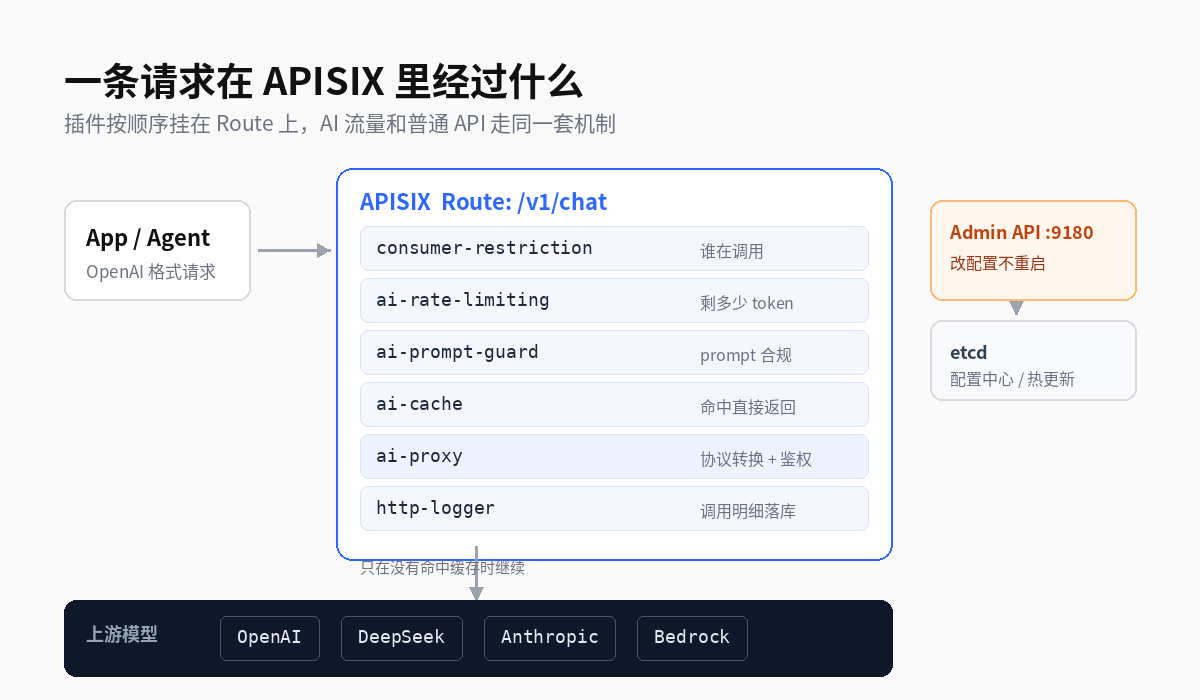 一条请求在 APISIX 里经过什么
插件按顺序挂在 Route 上，AI 流量和普通 API 走同一套机制
App / Agent
OpenAI 格式请求
APISIX Route: /v1/chat
consumer-restriction 谁在调用
ai-rate-limiting 剩多少 token
ai-prompt-guard prompt 合规
ai-cache 命中直接返回
ai-proxy 协议转换 + 鉴权
http-logger 调用明细落库
只在没有命中缓存时继续
Admin API :9180
改配置不重启
etcd
配置中心 / 热更新
上游模型 OpenAI DeepSeek Anthropic Bedrock